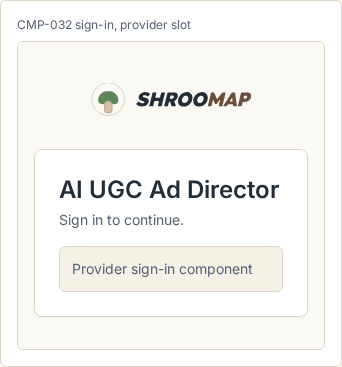 CMP-032 sign-in, provider slot
SHROOMAP
AI UGC Ad Director
Sign in to continue.
Provider sign-in component